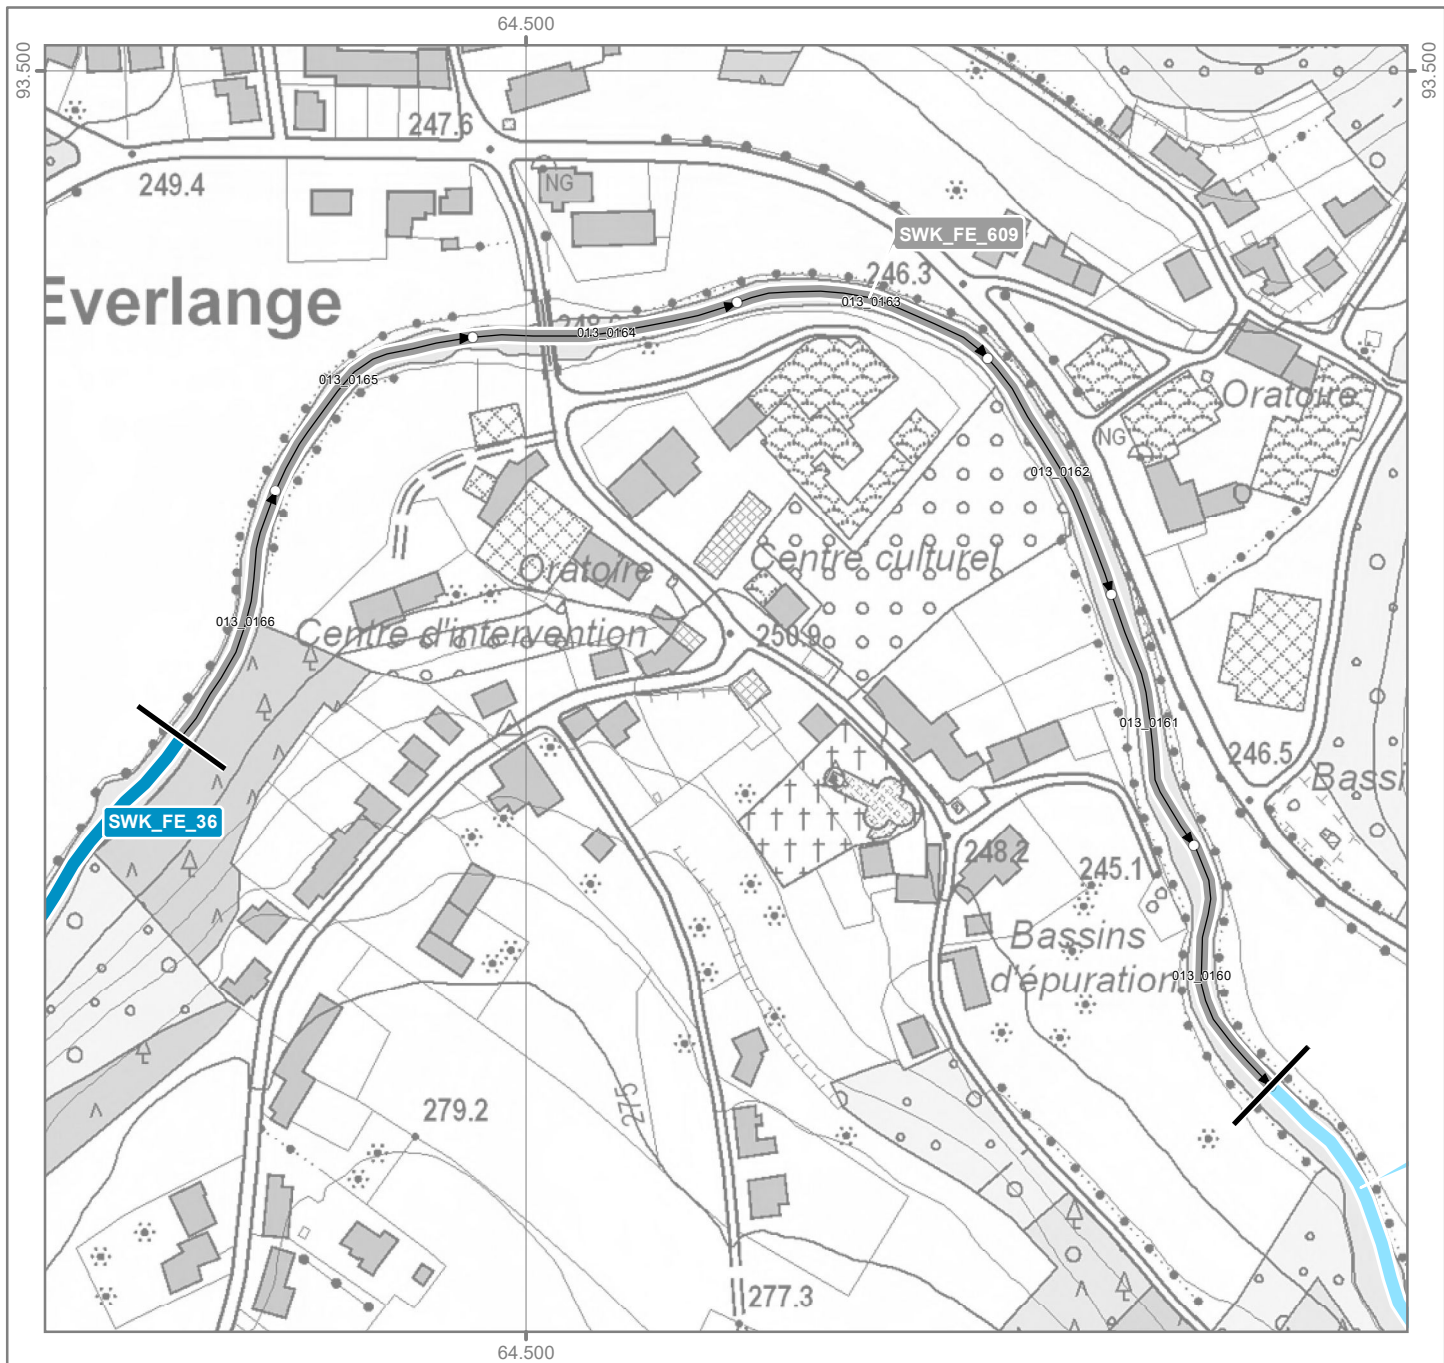 64.500
93.500
93.500
247.6
249.4
NG
SWK_FE_609
246.3
Everlange
013_0163
013_0164
013_0165
Oratoire
NG
013_0162
Centre culturel
Oratoire
013_0166
Centre d'intervention
250.9
013_0161
246.5
Bassi
SWK_FE_36
248.2
245.1
Bassins
d'épuration
013_0160
275
279.2
277.3
64.500